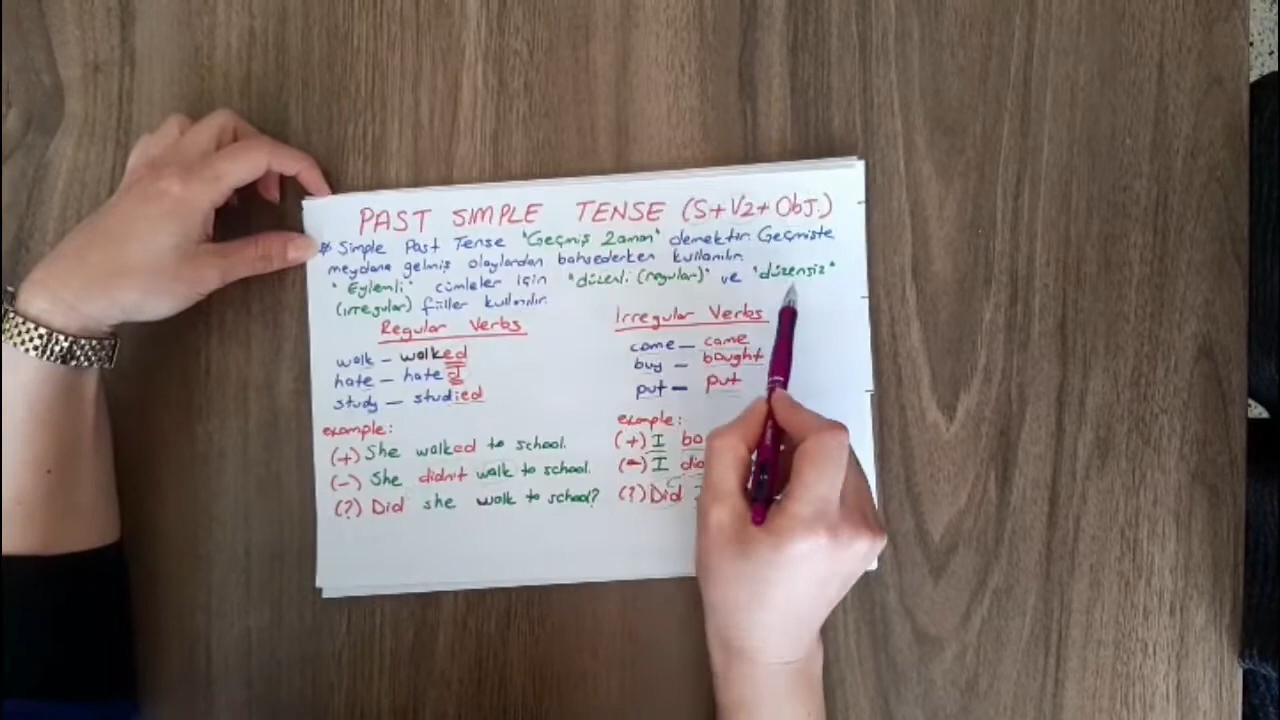 PAST SIMPLE TENSE (S+V2+Obj.)
* Simple Past Tense "Geçmiş Zaman" demektir. Geçmişte
meydana gelmiş olaylardan bahsederken kullanılır.
"Eylemli" cümleler için "düzenli (regular)" ve "düzensiz"
(irregular) fiiller kullanılır.
Regular Verbs
walk - walked
hate - hated
study - studied
example:
(+) She walked to school.
(-) She didn't walk to school.
(?) Did she walk to school?
Irregular Verbs
come - came
buy - bought
put - put
example:
(+) I bo
(-) I
(?) Did